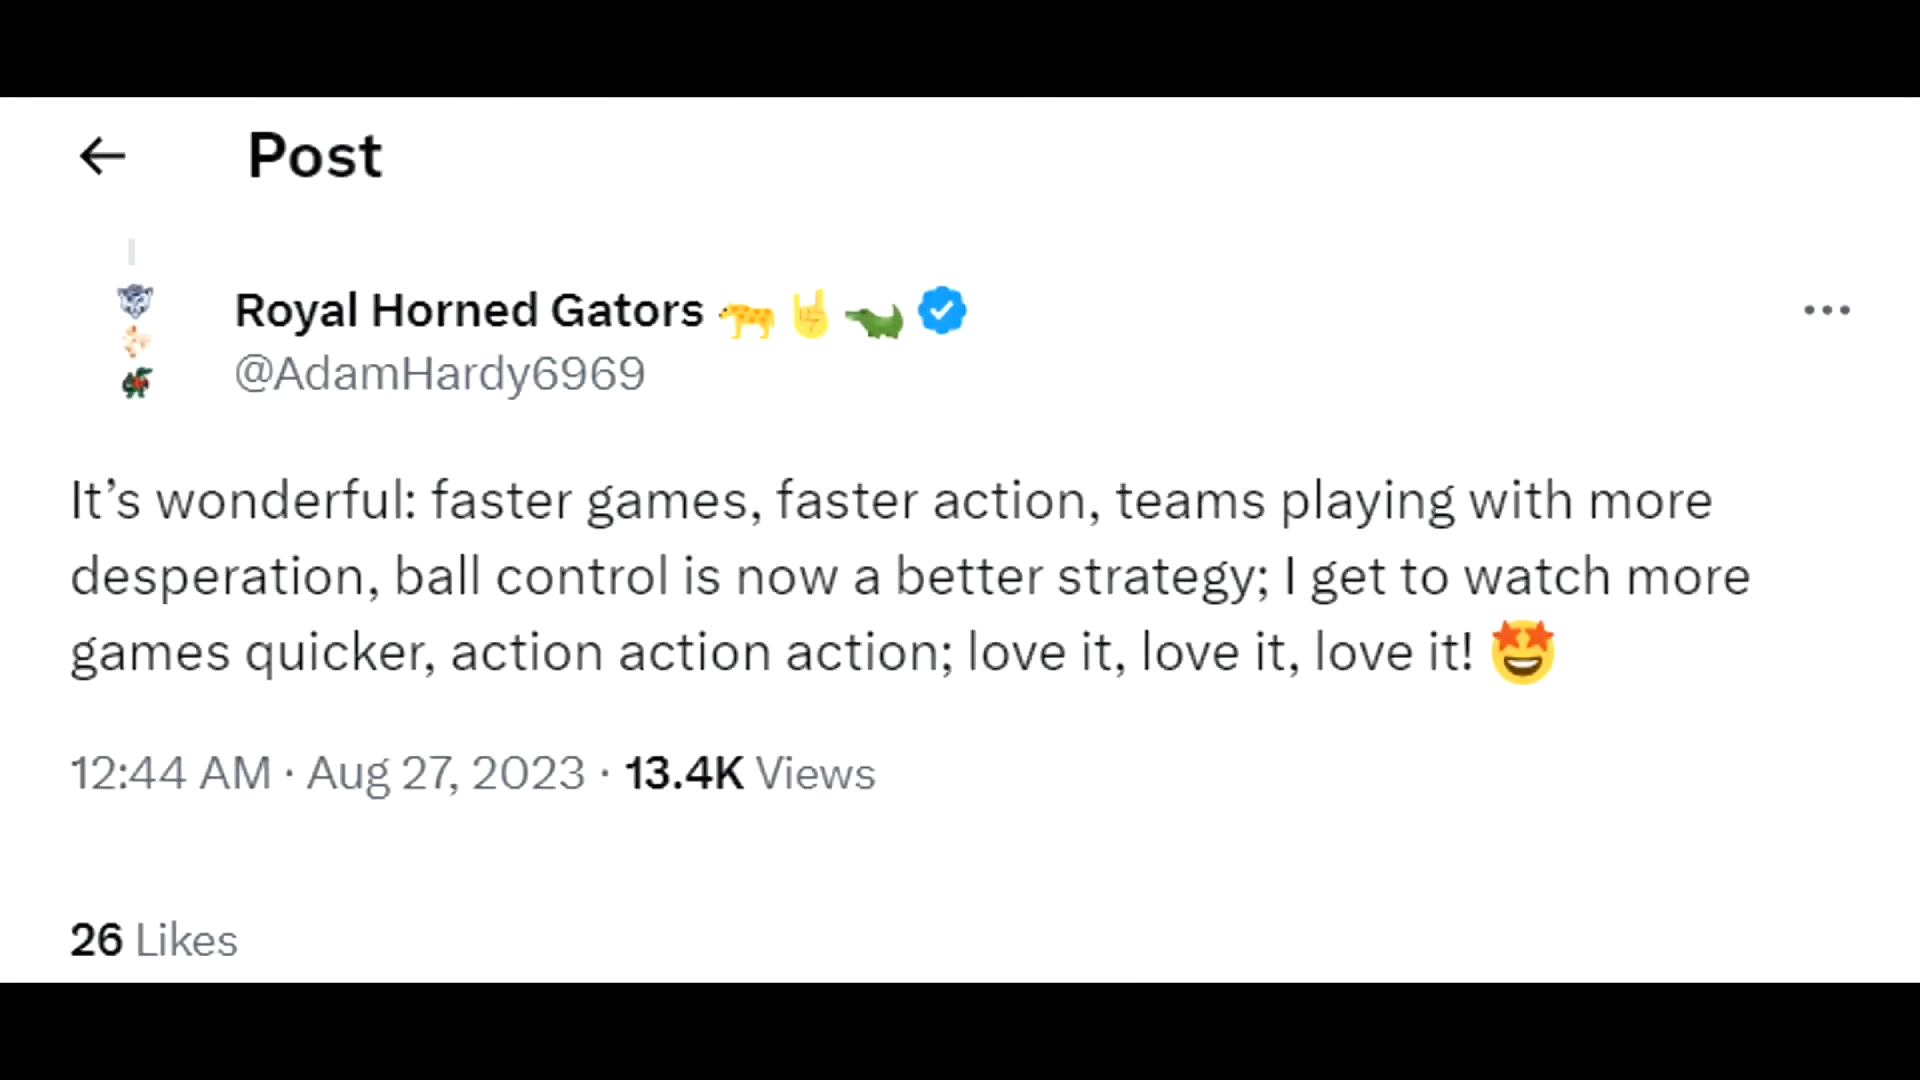 Post
Royal Horned Gators 🐆🤘🐊
@AdamHardy6969
It’s wonderful: faster games, faster action, teams playing with more
desperation, ball control is now a better strategy; I get to watch more
games quicker, action action action; love it, love it, love it! 🤩
12:44 AM · Aug 27, 2023 · 13.4K Views
26 Likes